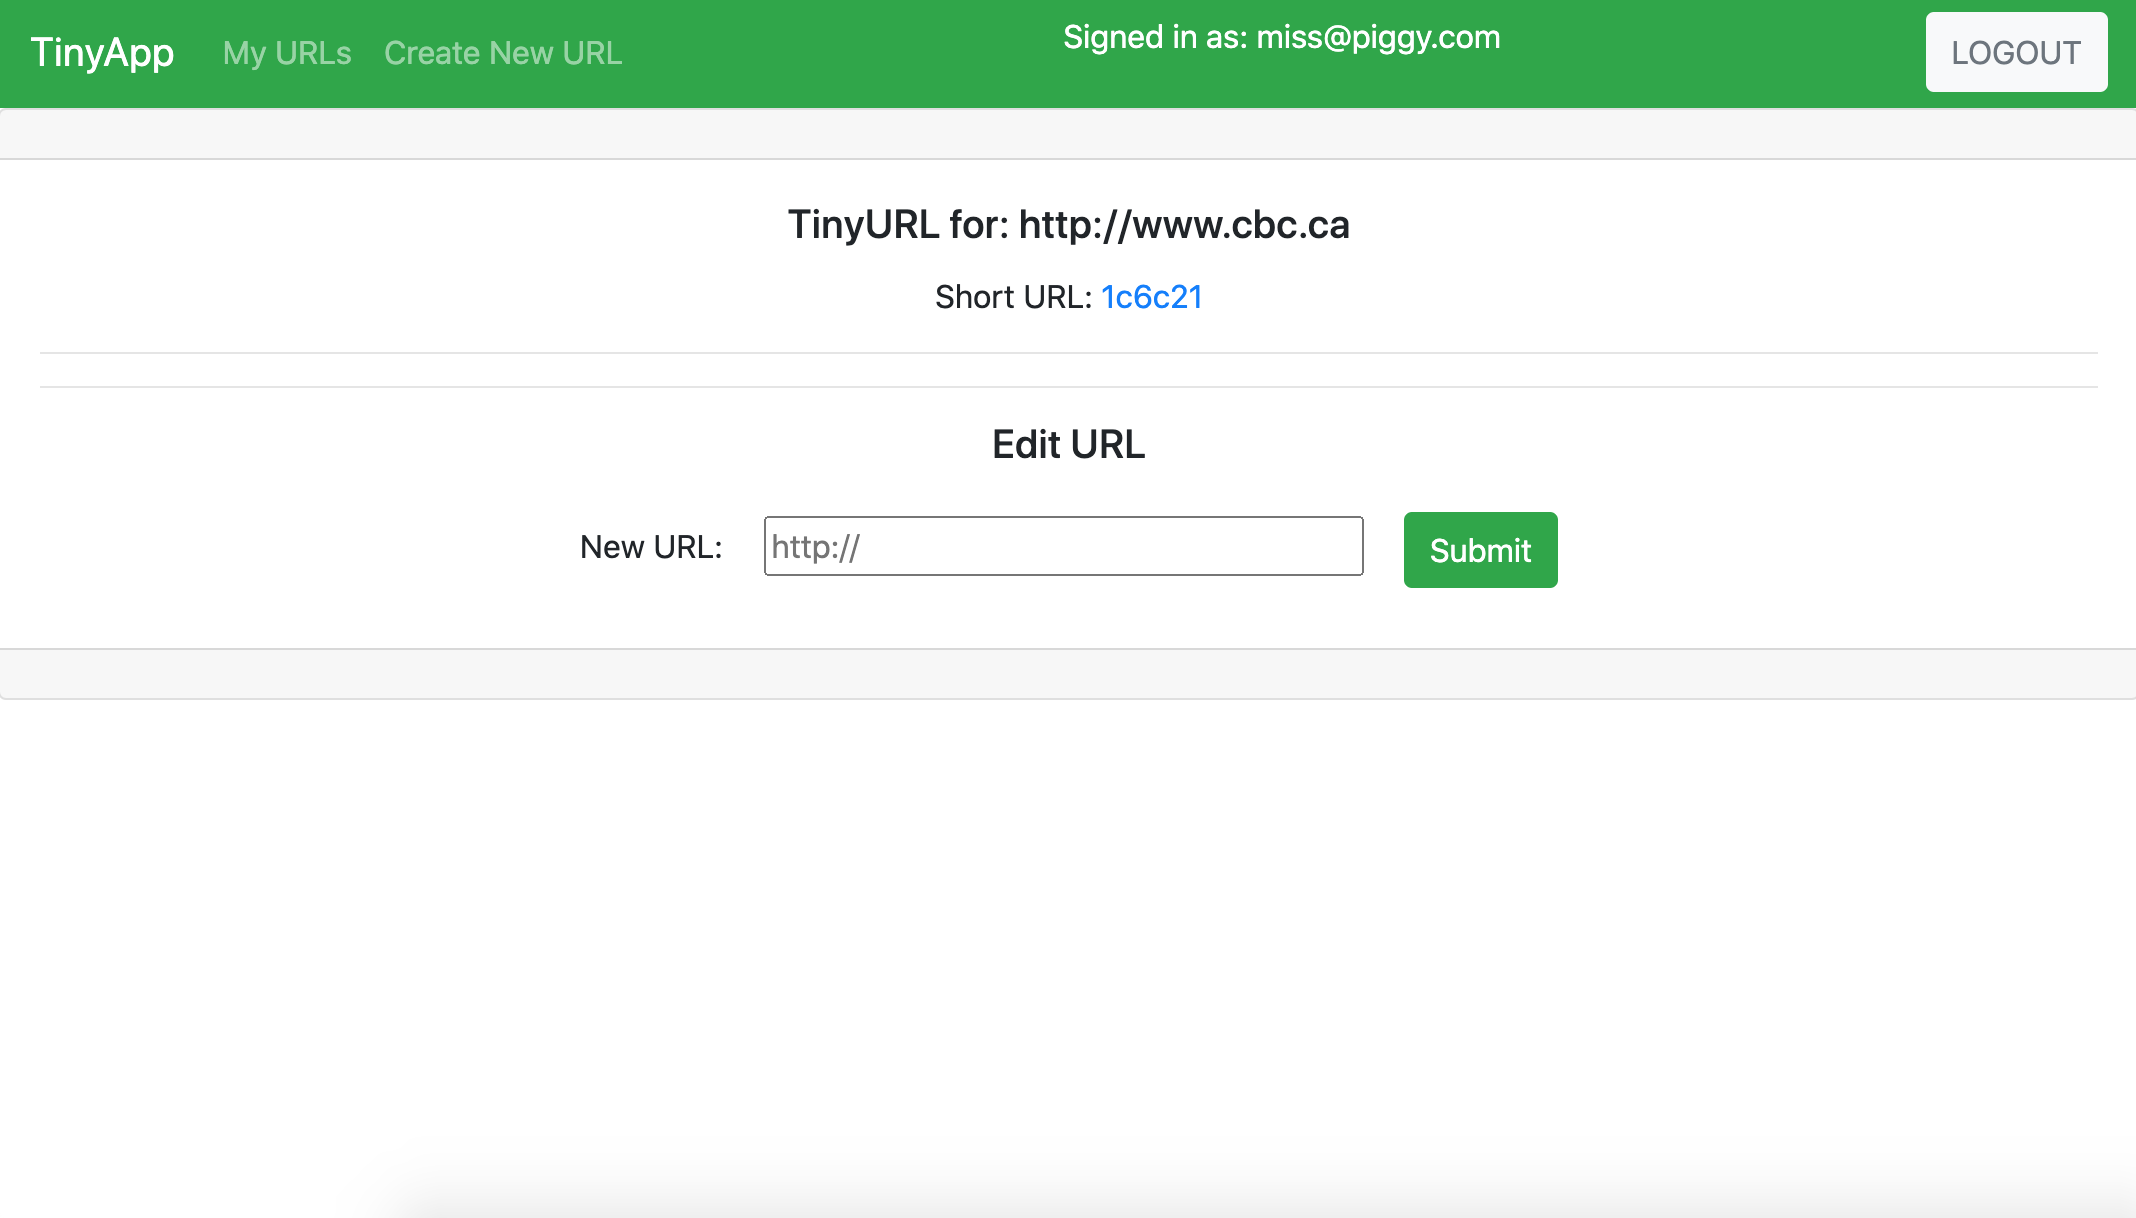 TinyApp My URLs Create New URL Signed in as: miss@piggy.com LOGOUT
TinyURL for: http://www.cbc.ca
Short URL: 1c6c21
Edit URL
New URL: http:// Submit